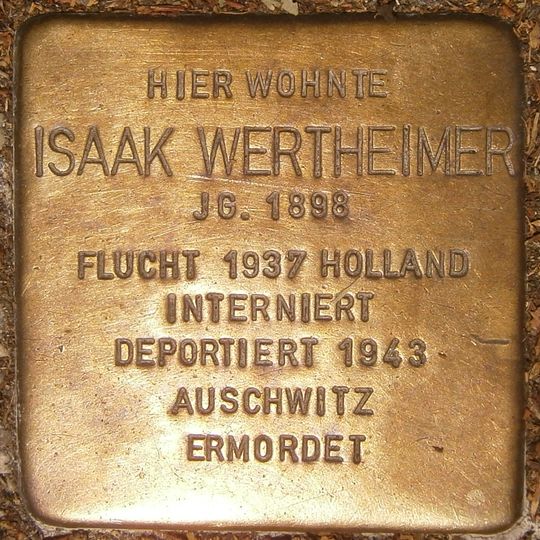 HIER WOHNTE
ISAAK WERTHEIMER
JG. 1898
FLUCHT 1937 HOLLAND
INTERNIERT
DEPORTIERT 1943
AUSCHWITZ
ERMORDET